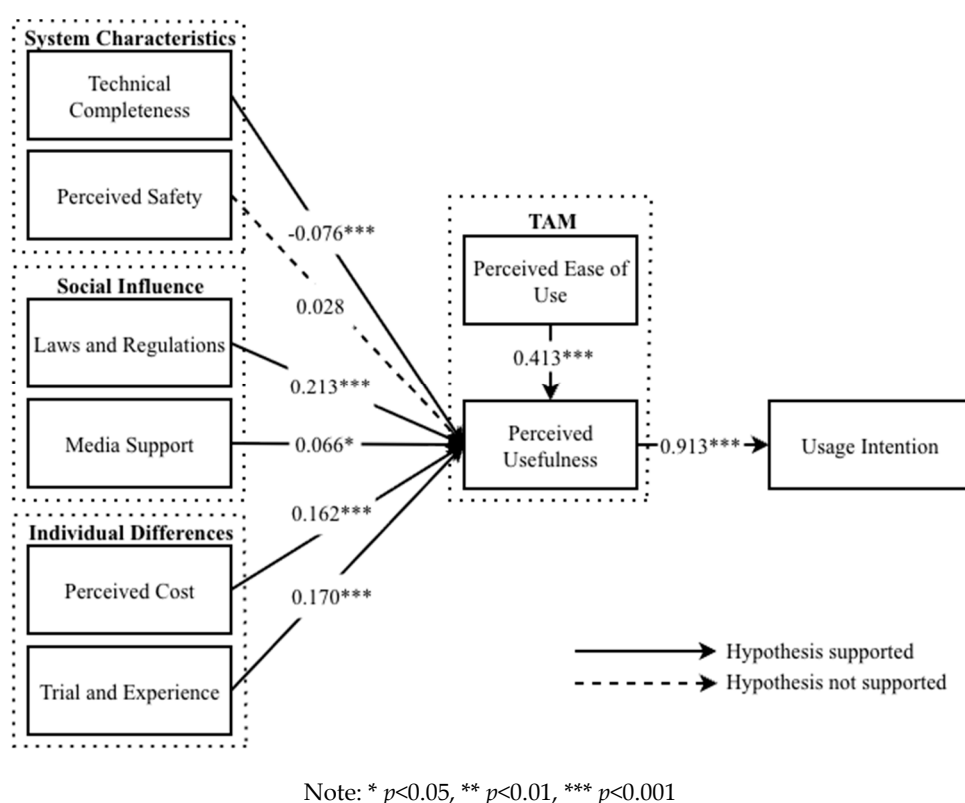 System Characteristics
Technical
Completeness
Perceived Safety
-0.076***
0.028
Social Influence
Laws and Regulations
0.213***
Media Support
0.066*
Individual Differences
Perceived Cost
0.162***
Trial and Experience
0.170***
TAM
Perceived Ease of
Use
0.413***
Perceived
Usefulness
0.913***
Usage Intention
Hypothesis supported
Hypothesis not supported
Note: * p<0.05, ** p<0.01, *** p<0.001